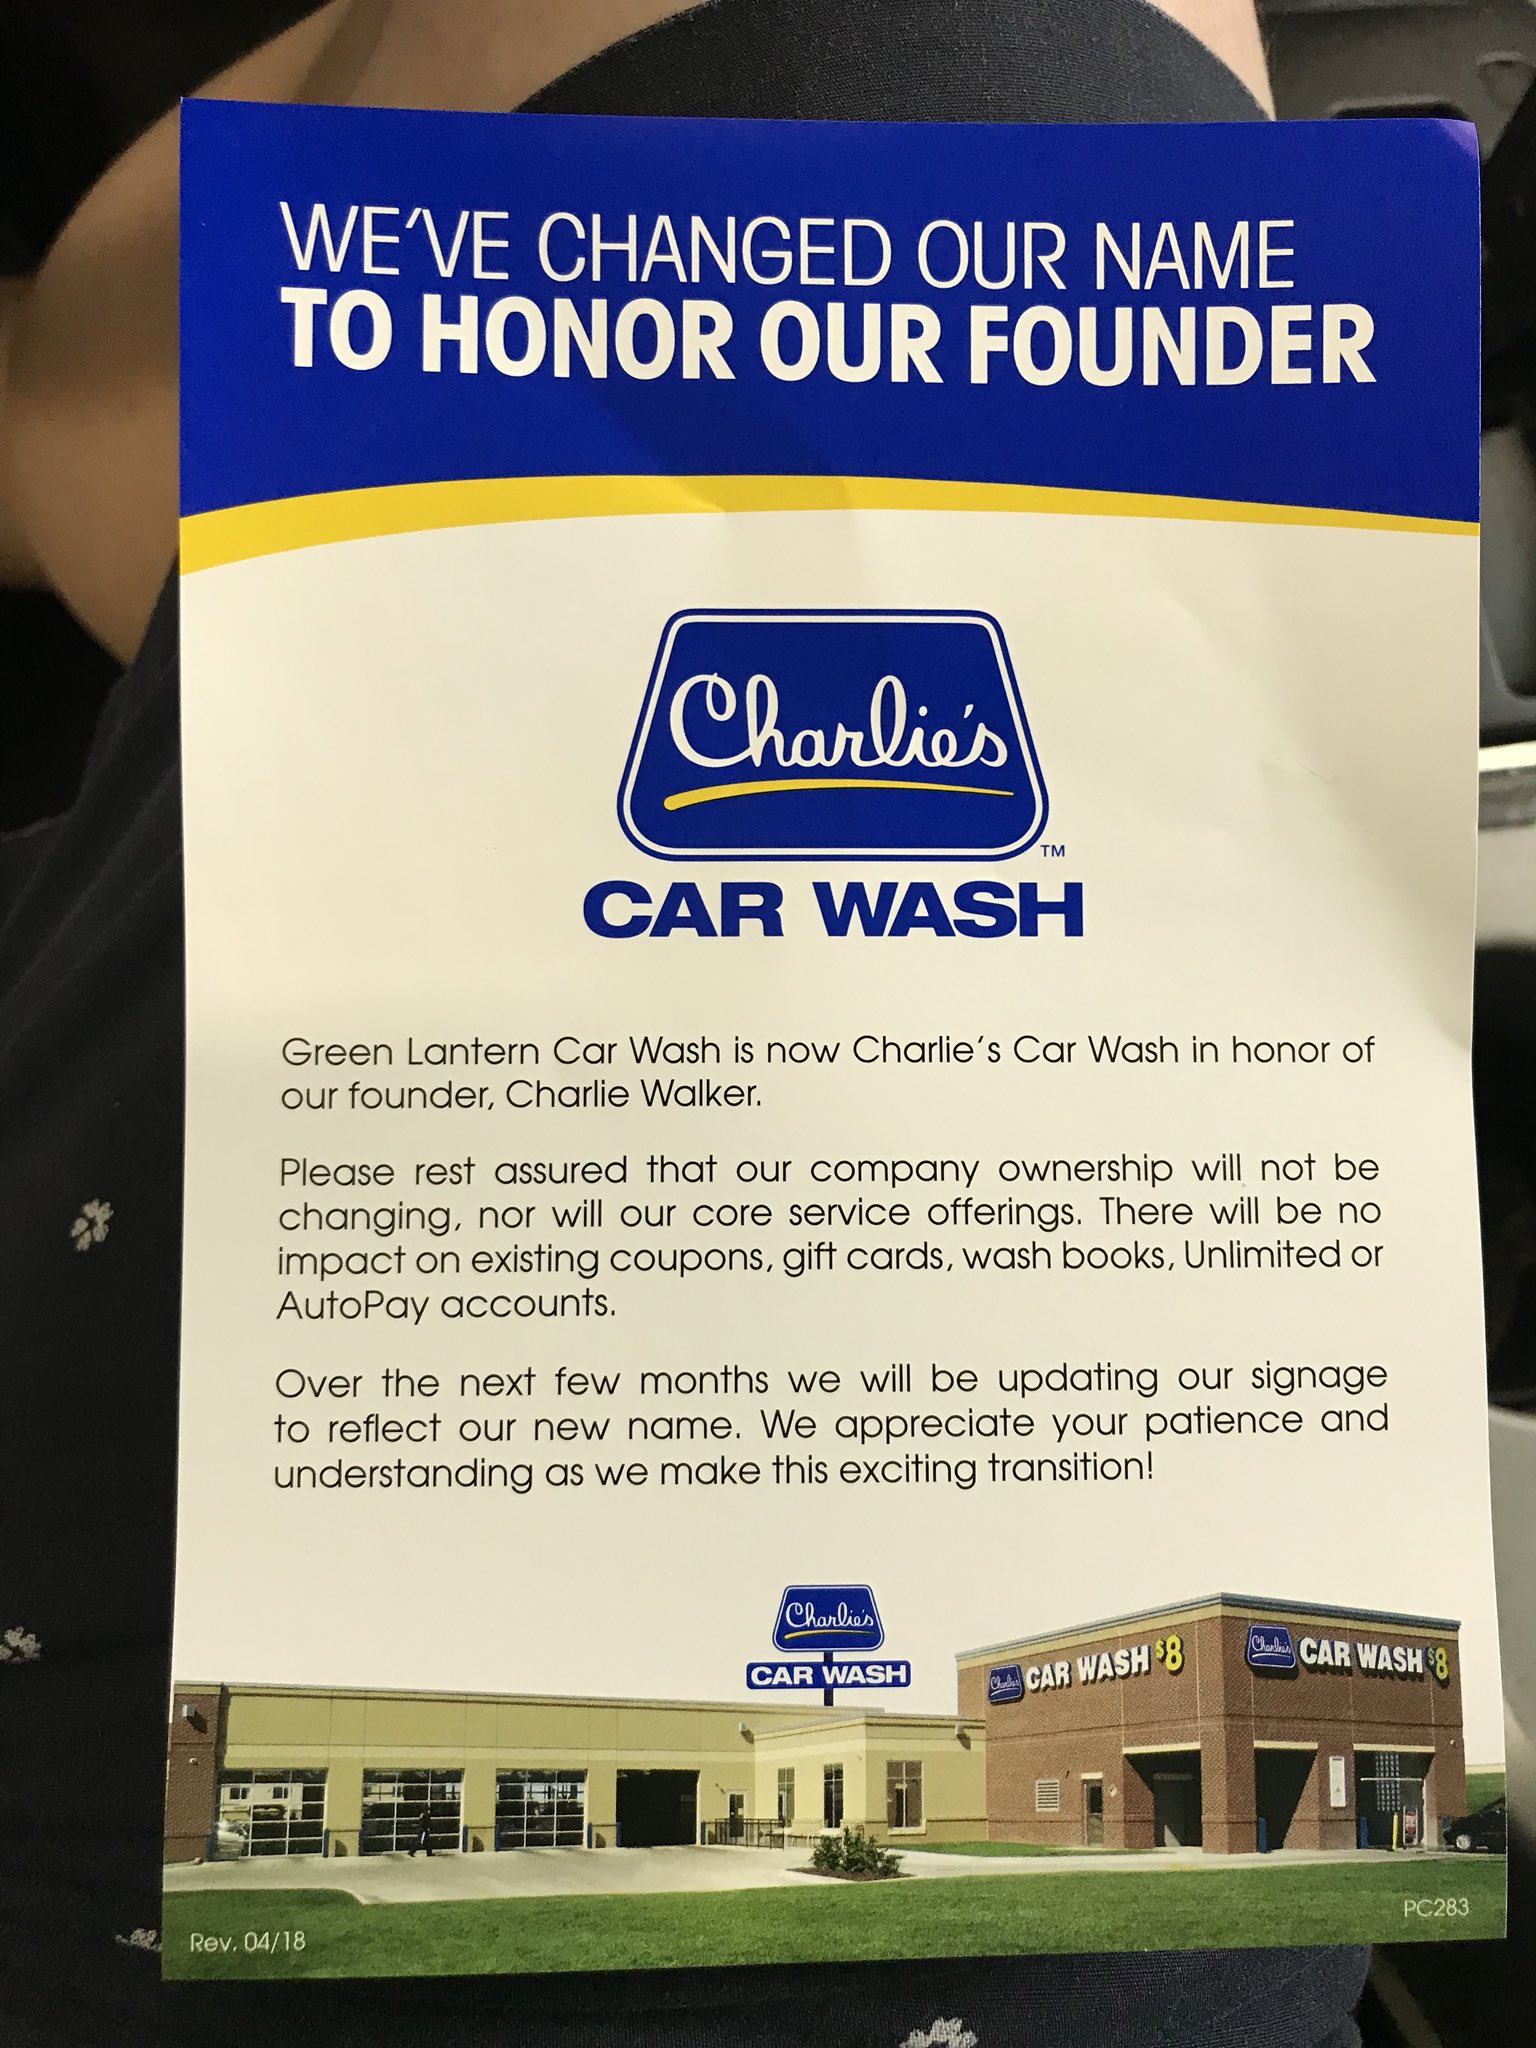 WE'VE CHANGED OUR NAME
TO HONOR OUR FOUNDER
Charlie's
TM
CAR WASH
Green Lantern Car Wash is now Charlie's Car Wash in honor of
our founder, Charlie Walker.
Please rest assured that our company ownership will not be
changing, nor will our core service offerings. There will be no
impact on existing coupons, gift cards, wash books, Unlimited or
AutoPay accounts.
Over the next few months we will be updating our signage
to reflect our new name. We appreciate your patience and
understanding as we make this exciting transition!
Charlie's
CAR WASH
Charlie's CAR WASH $8
Charlie's CAR WASH $8
PC283
Rev. 04/18